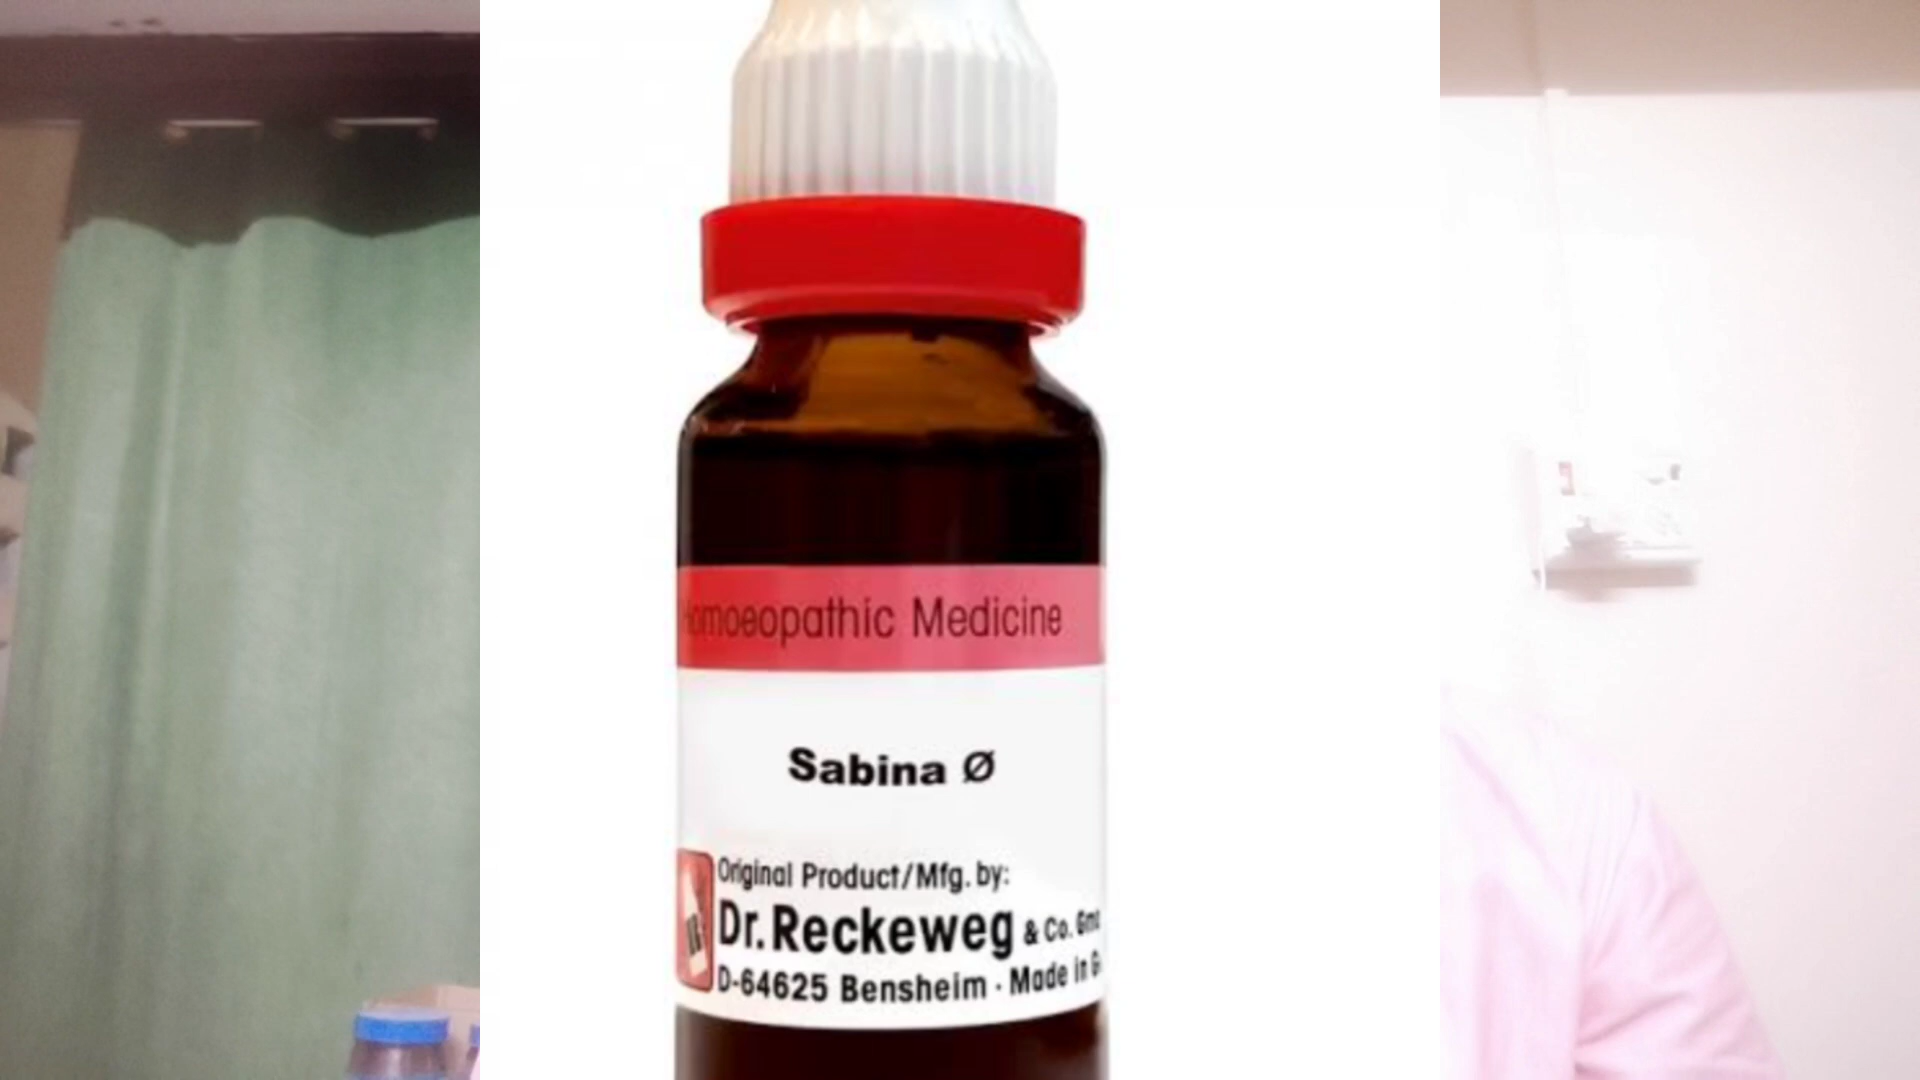 Homoeopathic Medicine
Sabina Ø
Original Product/Mfg. by:
Dr. Reckeweg & Co.
D-64625 Bensheim · Made in